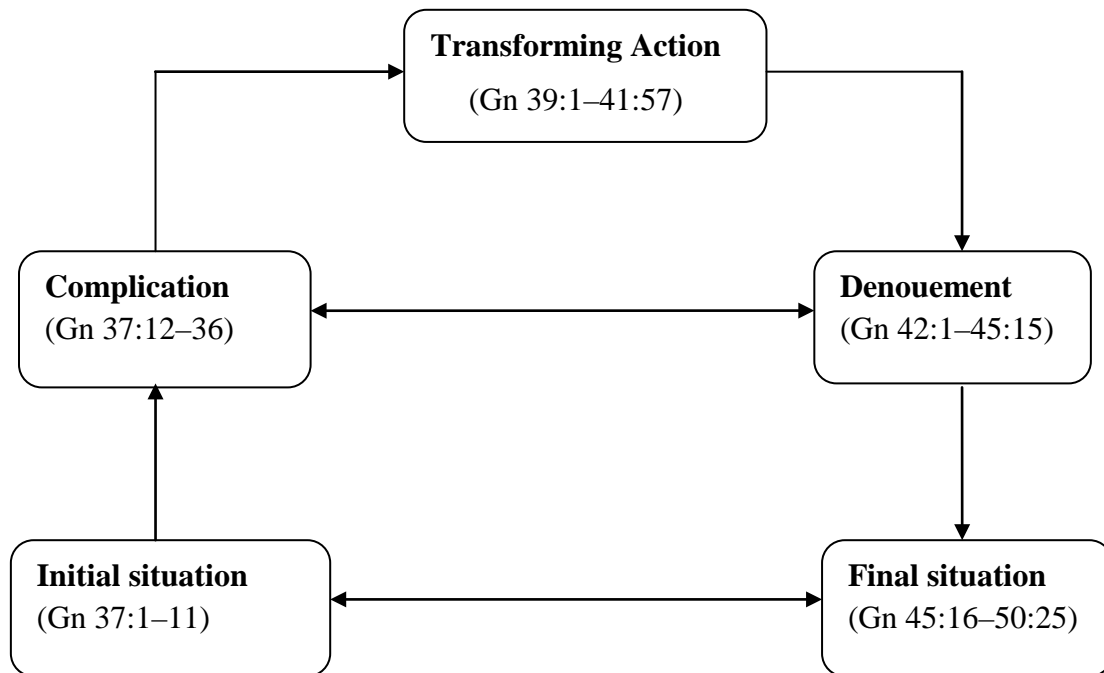 Transforming Action
(Gn 39:1–41:57)
Complication
(Gn 37:12–36)
Denouement
(Gn 42:1–45:15)
Initial situation
(Gn 37:1–11)
Final situation
(Gn 45:16–50:25)